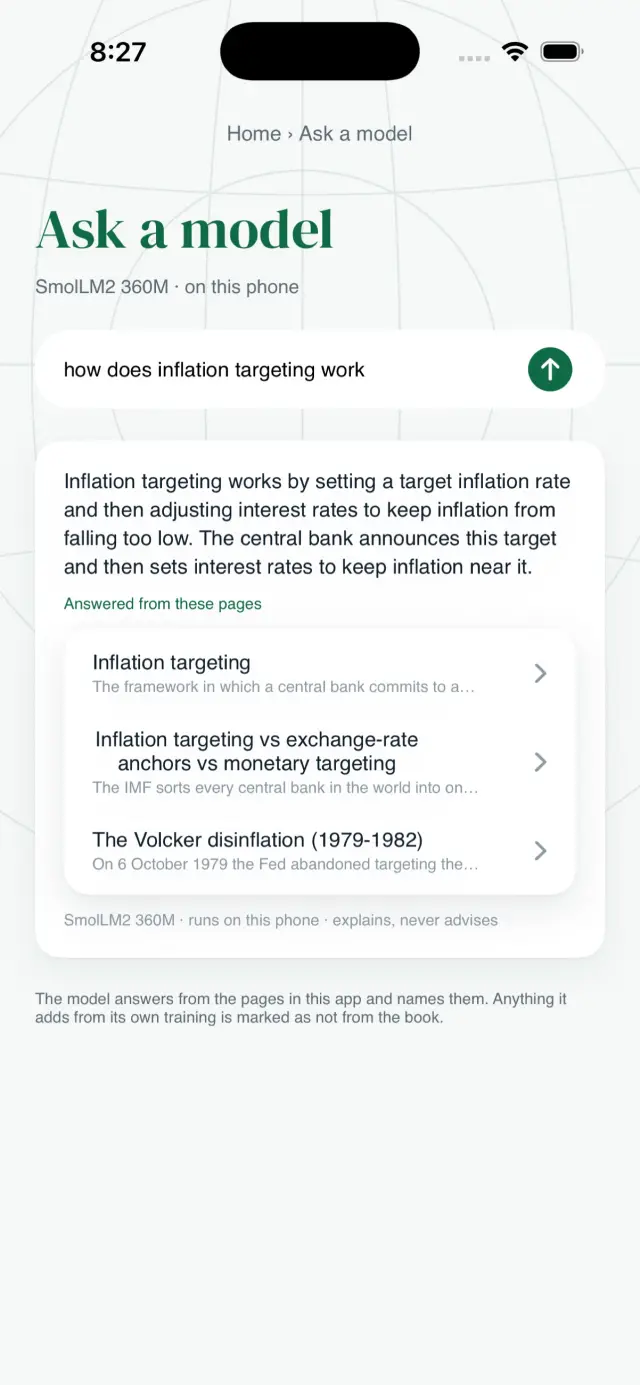 8:27
Home › Ask a model
Ask a model
SmolLM2 360M · on this phone
how does inflation targeting work
Inflation targeting works by setting a target inflation rate
and then adjusting interest rates to keep inflation from
falling too low. The central bank announces this target
and then sets interest rates to keep inflation near it.
Answered from these pages
Inflation targeting
The framework in which a central bank commits to a…
Inflation targeting vs exchange-rate
anchors vs monetary targeting
The IMF sorts every central bank in the world into on…
The Volcker disinflation (1979-1982)
On 6 October 1979 the Fed abandoned targeting the…
SmolLM2 360M · runs on this phone · explains, never advises
The model answers from the pages in this app and names them. Anything it
adds from its own training is marked as not from the book.